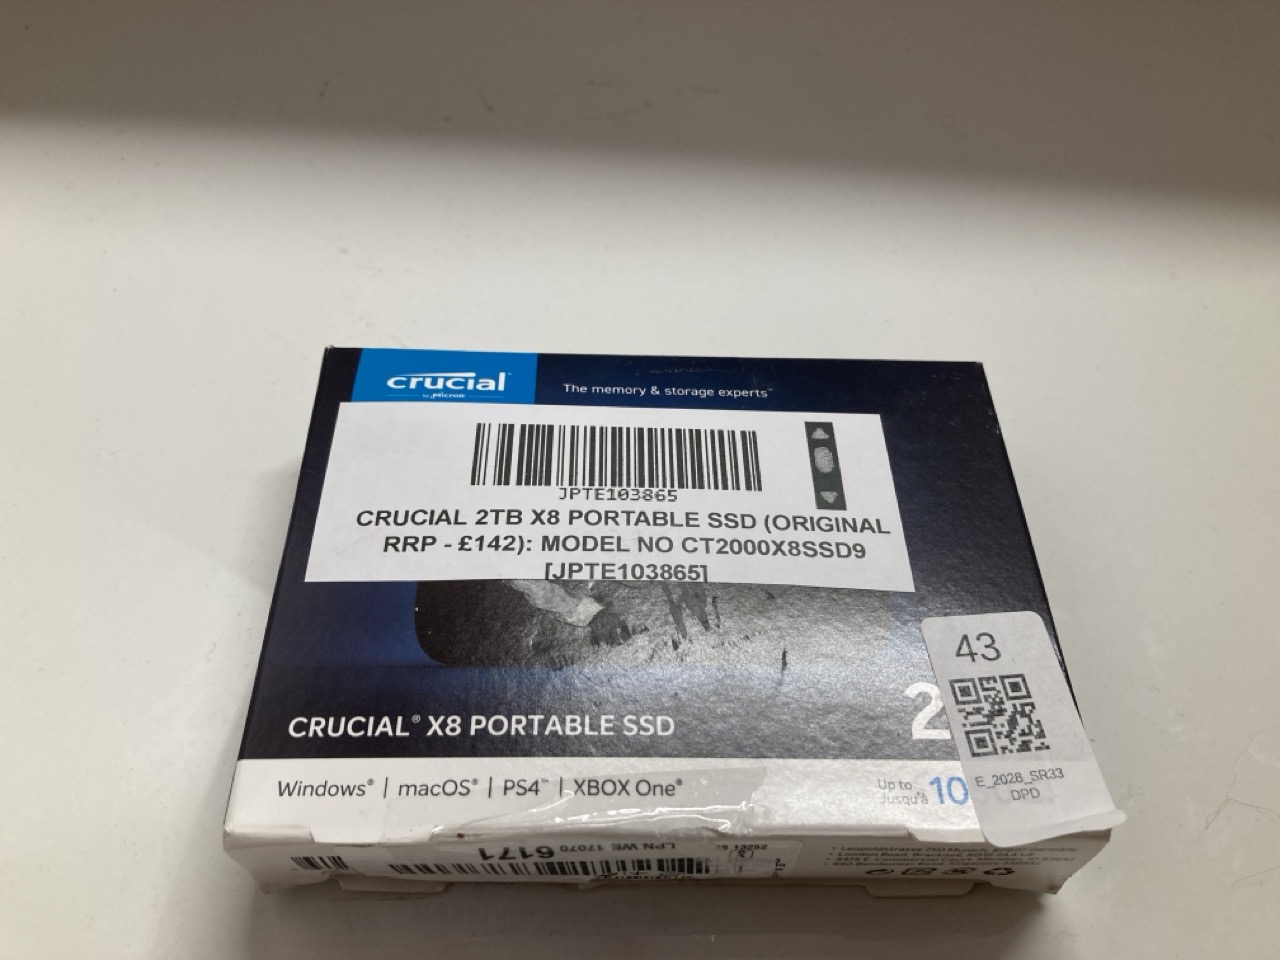 crucial
by Micron
The memory & storage experts™
JPTE103865
CRUCIAL 2TB X8 PORTABLE SSD (ORIGINAL
RRP - £142): MODEL NO CT2000X8SSD9
[JPTE103865]
43
CRUCIAL® X8 PORTABLE SSD
2
E_2028_SR33
DPD
Windows® | macOS® | PS4™ | XBOX One®
Up to
Jusqu'à
10
LPN WE 17070 6171
13252